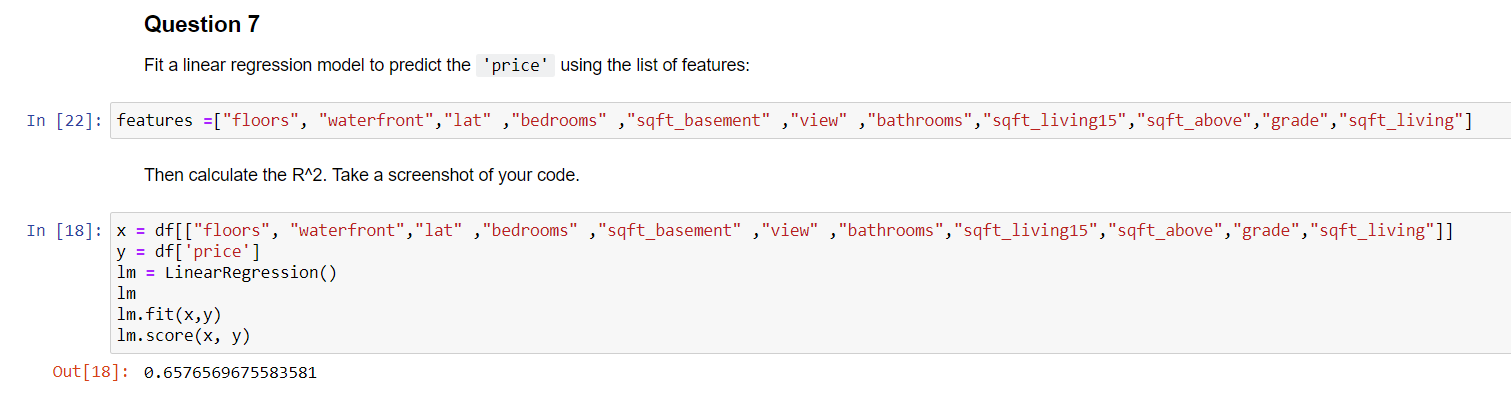 Question 7
Fit a linear regression model to predict the 'price' using the list of features:
In [22]: features =["floors", "waterfront","lat" ,"bedrooms" ,"sqft_basement" ,"view" ,"bathrooms","sqft_living15","sqft_above","grade","sqft_living"]
Then calculate the R^2. Take a screenshot of your code.
In [18]: x = df[["floors", "waterfront","lat" ,"bedrooms" ,"sqft_basement" ,"view" ,"bathrooms","sqft_living15","sqft_above","grade","sqft_living"]]
y = df['price']
lm = LinearRegression()
lm
lm.fit(x,y)
lm.score(x, y)
Out[18]: 0.6576569675583581